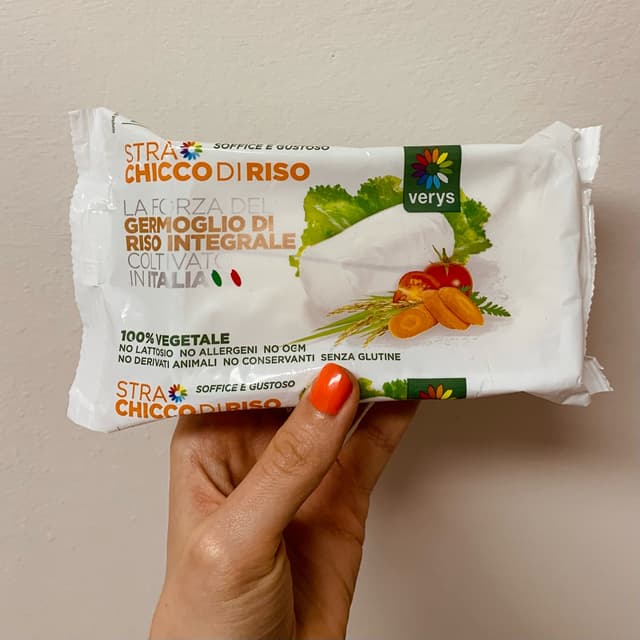 STRA SOFFICE E GUSTOSO
CHICCO DI RISO
verys
LA FORZA DEL
GERMOGLIO DI
RISO INTEGRALE
COLTIVATO
IN ITALIA
100% VEGETALE
NO LATTOSIO NO ALLERGENI NO OGM
NO DERIVATI ANIMALI NO CONSERVANTI SENZA GLUTINE
STRA SOFFICE E GUSTOSO
CHICCO DI RISO